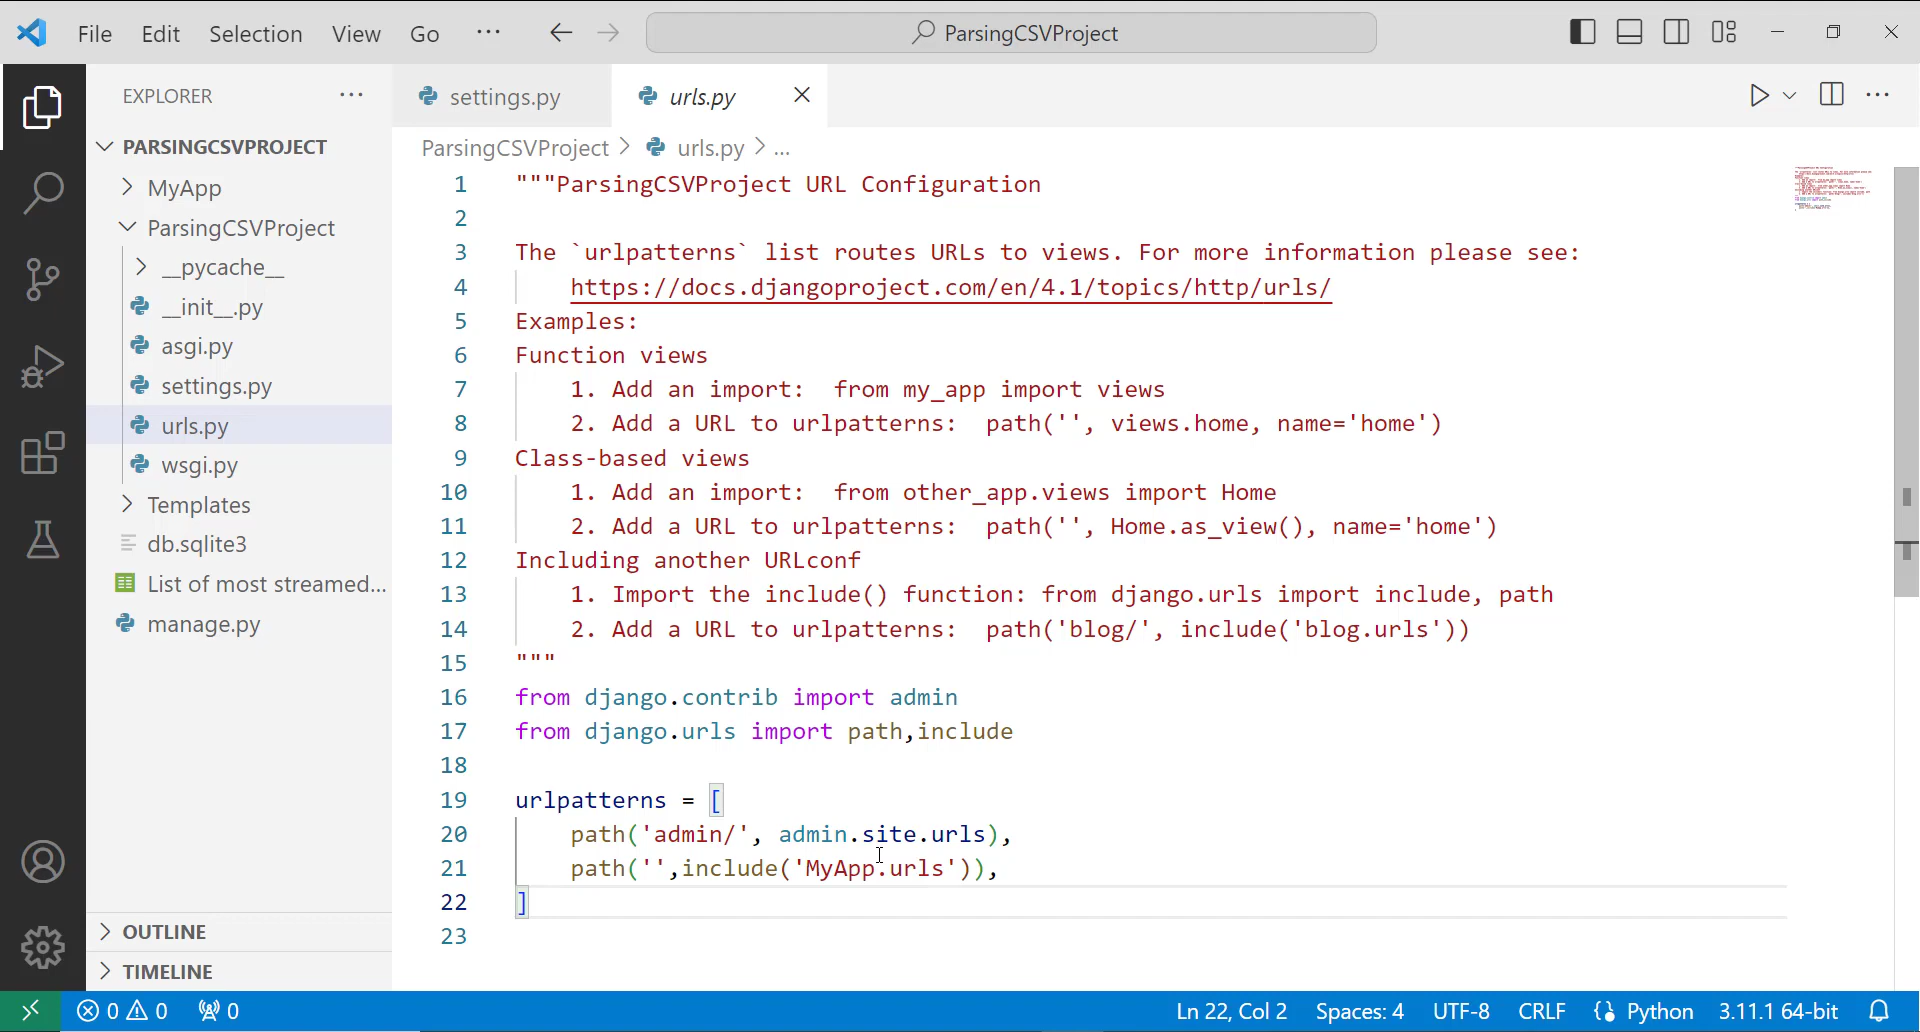 File Edit Selection View Go ··· ParsingCSVProject
EXPLORER ···
PARSINGCSVPROJECT
MyApp
ParsingCSVProject
__pycache__
__init__.py
asgi.py
settings.py
urls.py
wsgi.py
Templates
db.sqlite3
List of most streamed...
manage.py
OUTLINE
TIMELINE
settings.py urls.py
ParsingCSVProject > urls.py > ...
1 """ParsingCSVProject URL Configuration
2
3 The `urlpatterns` list routes URLs to views. For more information please see:
4     https://docs.djangoproject.com/en/4.1/topics/http/urls/
5 Examples:
6 Function views
7     1. Add an import:  from my_app import views
8     2. Add a URL to urlpatterns:  path('', views.home, name='home')
9 Class-based views
10     1. Add an import:  from other_app.views import Home
11     2. Add a URL to urlpatterns:  path('', Home.as_view(), name='home')
12 Including another URLconf
13     1. Import the include() function: from django.urls import include, path
14     2. Add a URL to urlpatterns:  path('blog/', include('blog.urls'))
15 """
16 from django.contrib import admin
17 from django.urls import path,include
18
19 urlpatterns = [
20     path('admin/', admin.site.urls),
21     path('',include('MyApp.urls')),
22 ]
23
0 0 0 Ln 22, Col 2 Spaces: 4 UTF-8 CRLF Python 3.11.1 64-bit